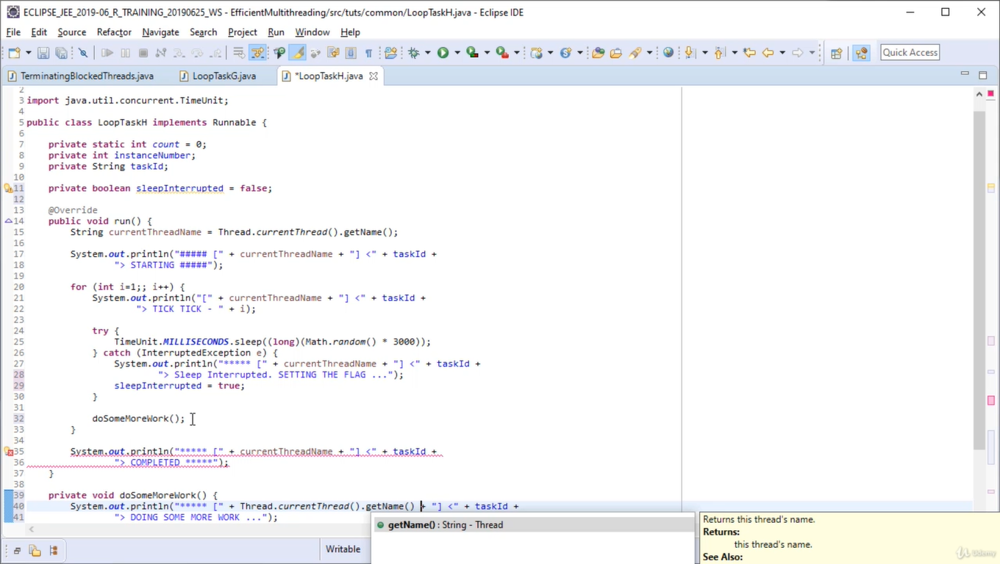 ECLIPSE_JEE_2019-06_R_TRAINING_20190625_WS - EfficientMultithreading/src/tuts/common/LoopTaskH.java - Eclipse IDE
File Edit Source Refactor Navigate Search Project Run Window Help
Quick Access
TerminatingBlockedThreads.java LoopTaskG.java *LoopTaskH.java
2
3 import java.util.concurrent.TimeUnit;
4
5 public class LoopTaskH implements Runnable {
6
7 private static int count = 0;
8 private int instanceNumber;
9 private String taskId;
10
11 private boolean sleepInterrupted = false;
12
13 @Override
14 public void run() {
15 String currentThreadName = Thread.currentThread().getName();
16
17 System.out.println("##### [" + currentThreadName + "] <" + taskId +
18 "> STARTING #####");
19
20 for (int i=1;; i++) {
21 System.out.println("[" + currentThreadName + "] <" + taskId +
22 "> TICK TICK - " + i);
23
24 try {
25 TimeUnit.MILLISECONDS.sleep((long)(Math.random() * 3000));
26 } catch (InterruptedException e) {
27 System.out.println("***** [" + currentThreadName + "] <" + taskId +
28 "> Sleep Interrupted. SETTING THE FLAG ...");
29 sleepInterrupted = true;
30 }
31
32 doSomeMoreWork();
33 }
34
35 System.out.println("***** [" + currentThreadName + "] <" + taskId +
36 "> COMPLETED *****");
37 }
38
39 private void doSomeMoreWork() {
40 System.out.println("***** [" + Thread.currentThread().getName() + "] <" + taskId +
41 "> DOING SOME MORE WORK ...");
getName() : String - Thread
Returns this thread's name.
Returns:
this thread's name.
See Also:
Writable
Udemy